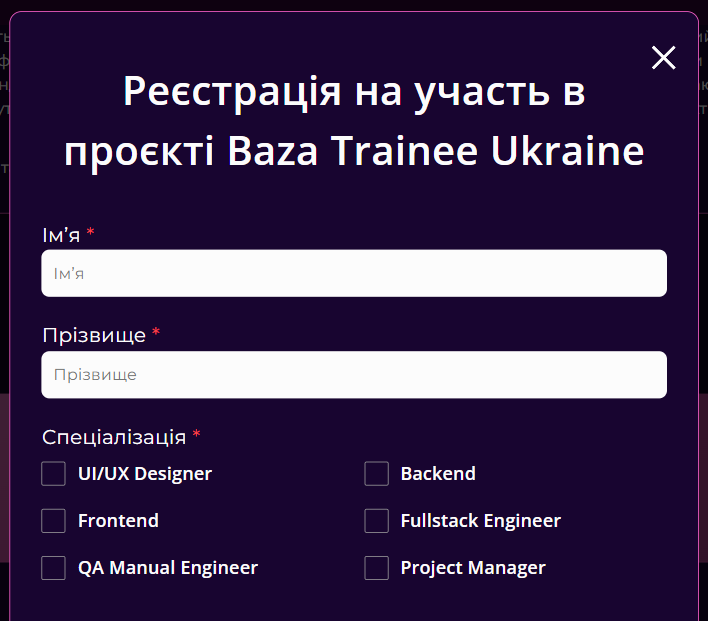 Реєстрація на участь в
проєкті Baza Trainee Ukraine
Ім’я *
Ім’я
Прізвище *
Прізвище
Спеціалізація *
UI/UX Designer
Backend
Frontend
Fullstack Engineer
QA Manual Engineer
Project Manager